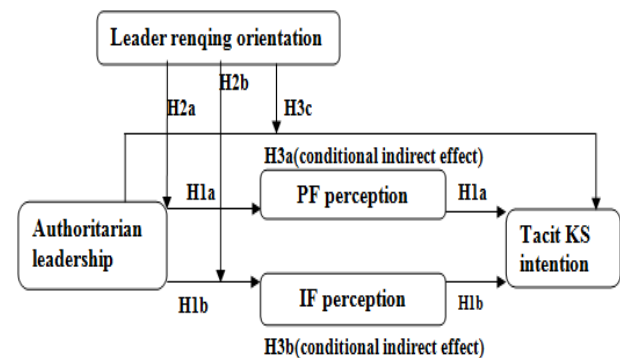 Leader renqing orientation
H2b
H2a
H3c
H3a(conditional indirect effect)
H1a
PF perception
H1a
Authoritarian
leadership
Tacit KS
intention
H1b
IF perception
H1b
H3b(conditional indirect effect)